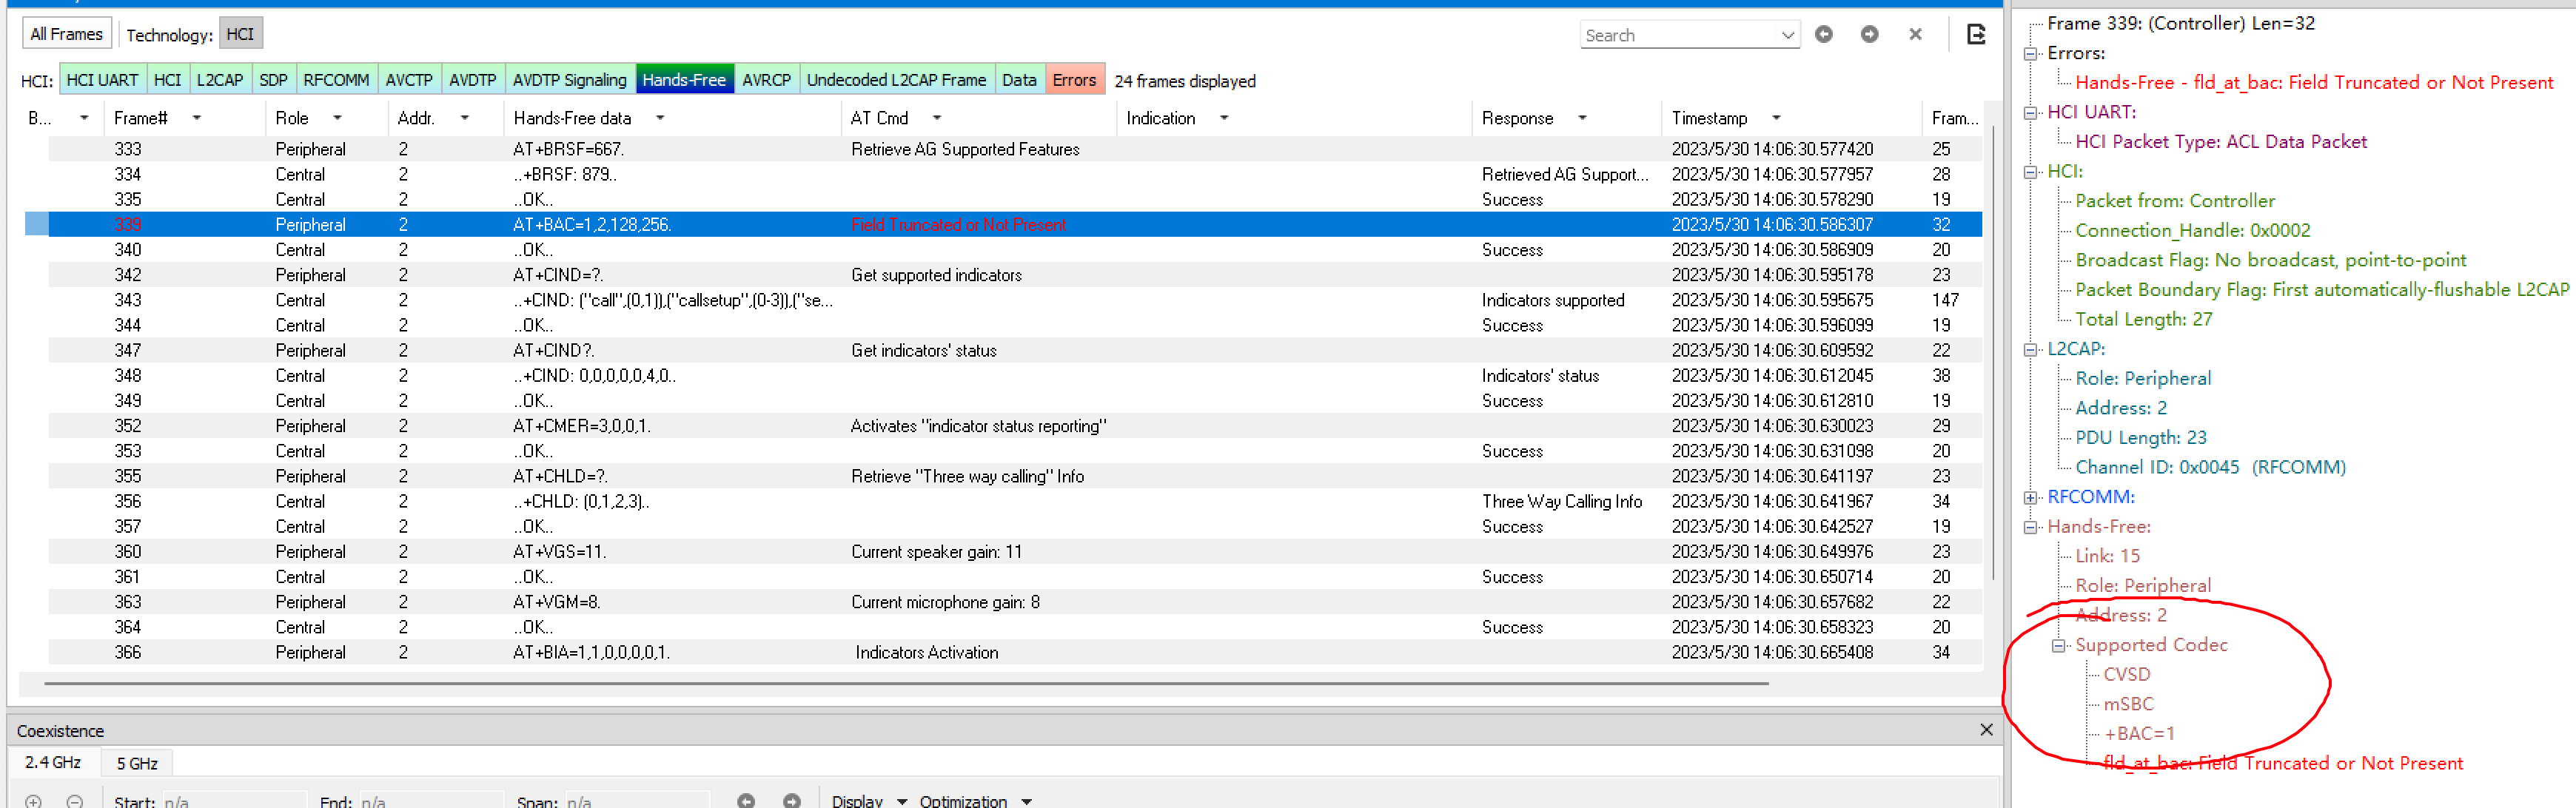 All Frames Technology: HCI Search
HCI: HCI UART HCI L2CAP SDP RFCOMM AVCTP AVDTP AVDTP Signaling Hands-Free AVRCP Undecoded L2CAP Frame Data Errors 24 frames displayed
B... Frame# Role Addr. Hands-Free data AT Cmd Indication Response Timestamp Fram...
333 Peripheral 2 AT+BRSF=667. Retrieve AG Supported Features 2023/5/30 14:06:30.577420 25
334 Central 2 ..+BRSF: 879.. Retrieved AG Support... 2023/5/30 14:06:30.577957 28
335 Central 2 ..OK.. Success 2023/5/30 14:06:30.578290 19
339 Peripheral 2 AT+BAC=1,2,128,256. Field Truncated or Not Present 2023/5/30 14:06:30.586307 32
340 Central 2 ..OK.. Success 2023/5/30 14:06:30.586909 20
342 Peripheral 2 AT+CIND=?. Get supported indicators 2023/5/30 14:06:30.595178 23
343 Central 2 ..+CIND: ("call",(0,1)),("callsetup",(0-3)),("se... Indicators supported 2023/5/30 14:06:30.595675 147
344 Central 2 ..OK.. Success 2023/5/30 14:06:30.596099 19
347 Peripheral 2 AT+CIND?. Get indicators' status 2023/5/30 14:06:30.609592 22
348 Central 2 ..+CIND: 0,0,0,0,0,4,0.. Indicators' status 2023/5/30 14:06:30.612045 38
349 Central 2 ..OK.. Success 2023/5/30 14:06:30.612810 19
352 Peripheral 2 AT+CMER=3,0,0,1. Activates "indicator status reporting" 2023/5/30 14:06:30.630023 29
353 Central 2 ..OK.. Success 2023/5/30 14:06:30.631098 20
355 Peripheral 2 AT+CHLD=?. Retrieve "Three way calling" Info 2023/5/30 14:06:30.641197 23
356 Central 2 ..+CHLD: (0,1,2,3).. Three Way Calling Info 2023/5/30 14:06:30.641967 34
357 Central 2 ..OK.. Success 2023/5/30 14:06:30.642527 19
360 Peripheral 2 AT+VGS=11. Current speaker gain: 11 2023/5/30 14:06:30.649976 23
361 Central 2 ..OK.. Success 2023/5/30 14:06:30.650714 20
363 Peripheral 2 AT+VGM=8. Current microphone gain: 8 2023/5/30 14:06:30.657682 22
364 Central 2 ..OK.. Success 2023/5/30 14:06:30.658323 20
366 Peripheral 2 AT+BIA=1,1,0,0,0,0,1. Indicators Activation 2023/5/30 14:06:30.665408 34
Coexistence
2.4 GHz 5 GHz
Start: n/a End: n/a Span: n/a Display Optimization
Frame 339: (Controller) Len=32
Errors:
Hands-Free - fld_at_bac: Field Truncated or Not Present
HCI UART:
HCI Packet Type: ACL Data Packet
HCI:
Packet from: Controller
Connection_Handle: 0x0002
Broadcast Flag: No broadcast, point-to-point
Packet Boundary Flag: First automatically-flushable L2CAP
Total Length: 27
L2CAP:
Role: Peripheral
Address: 2
PDU Length: 23
Channel ID: 0x0045 (RFCOMM)
RFCOMM:
Hands-Free:
Link: 15
Role: Peripheral
Address: 2
Supported Codec
CVSD
mSBC
+BAC=1
fld_at_bac: Field Truncated or Not Present